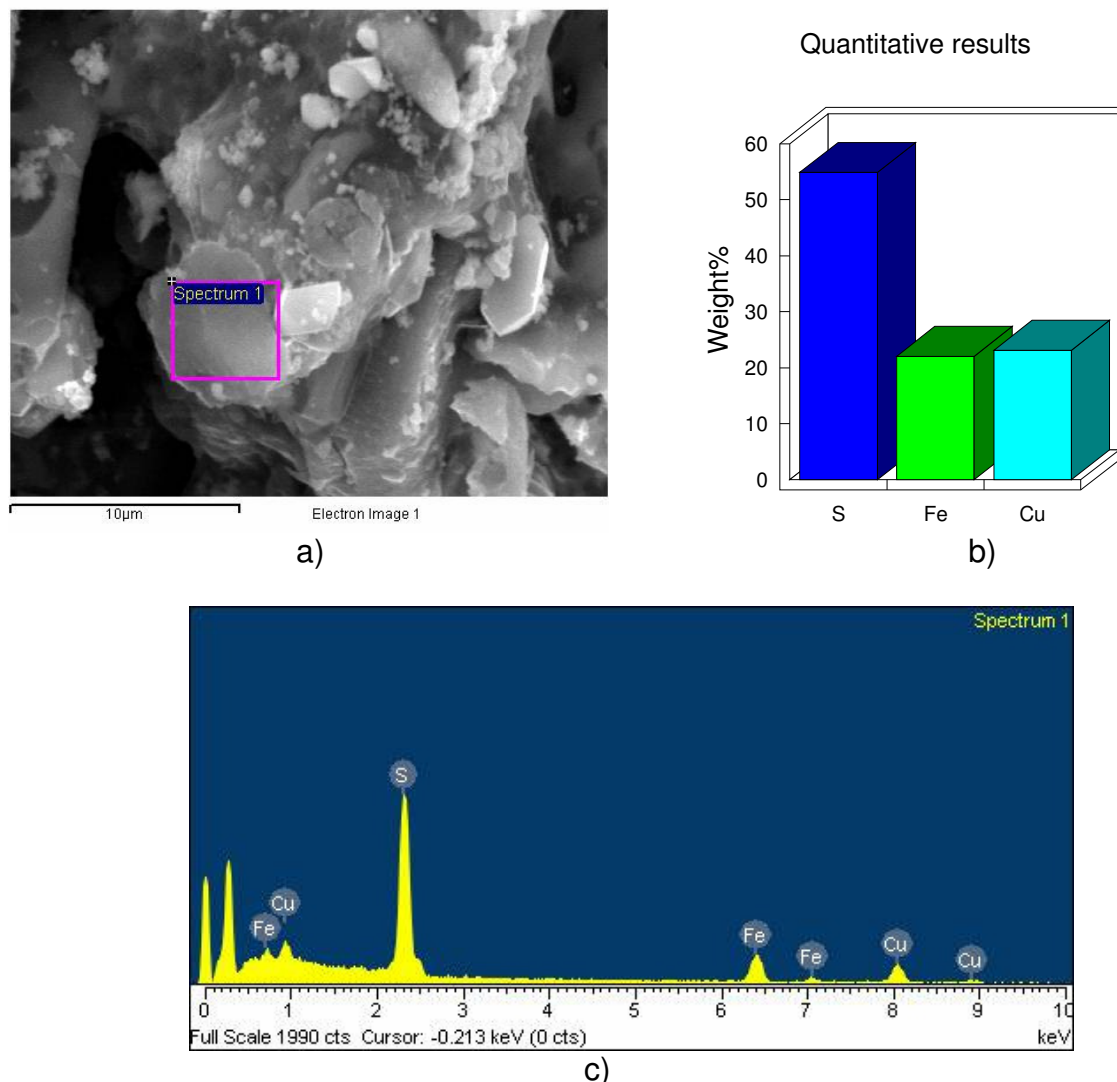 Quantitative results
Spectrum 1
Weight%
60
50
40
30
20
10
0
S Fe Cu
10µm Electron Image 1
a)
b)
Spectrum 1
S
Cu
Fe
Fe
Fe
Cu
Cu
0 1 2 3 4 5 6 7 8 9 10
Full Scale 1990 cts Cursor: -0.213 keV (0 cts) keV
c)